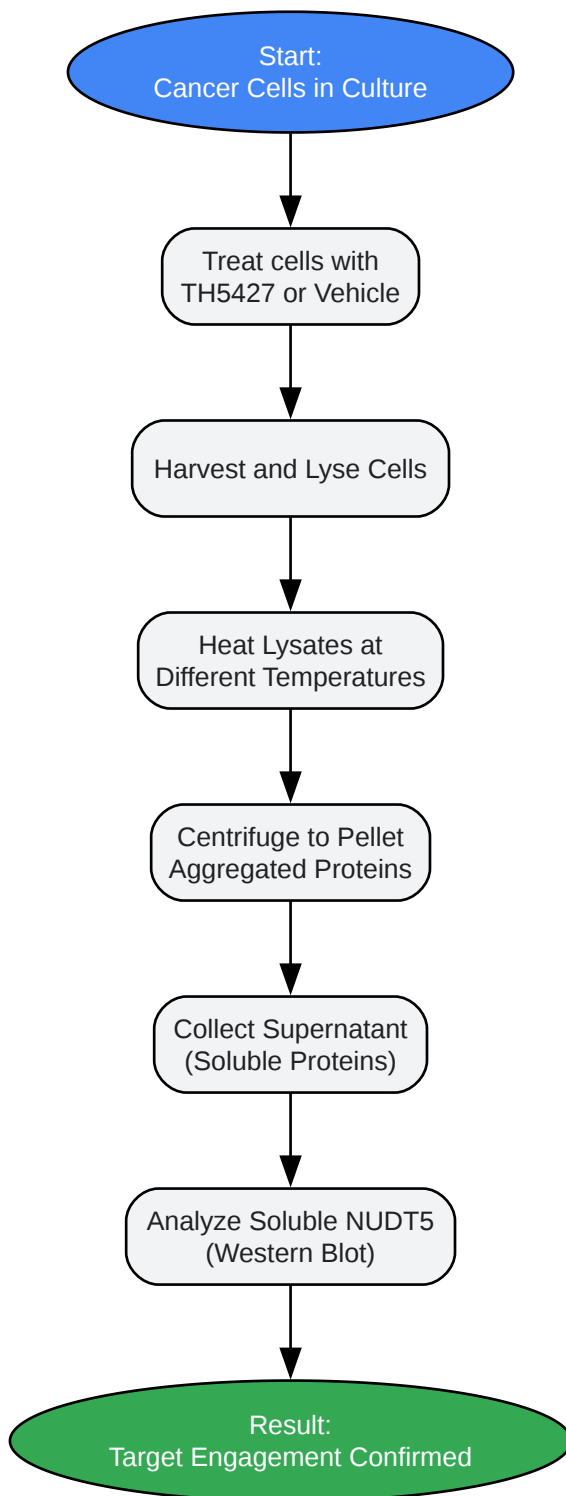 Start:
Cancer Cells in Culture
Treat cells with
TH5427 or Vehicle
Harvest and Lyse Cells
Heat Lysates at
Different Temperatures
Centrifuge to Pellet
Aggregated Proteins
Collect Supernatant
(Soluble Proteins)
Analyze Soluble NUDT5
(Western Blot)
Result:
Target Engagement Confirmed